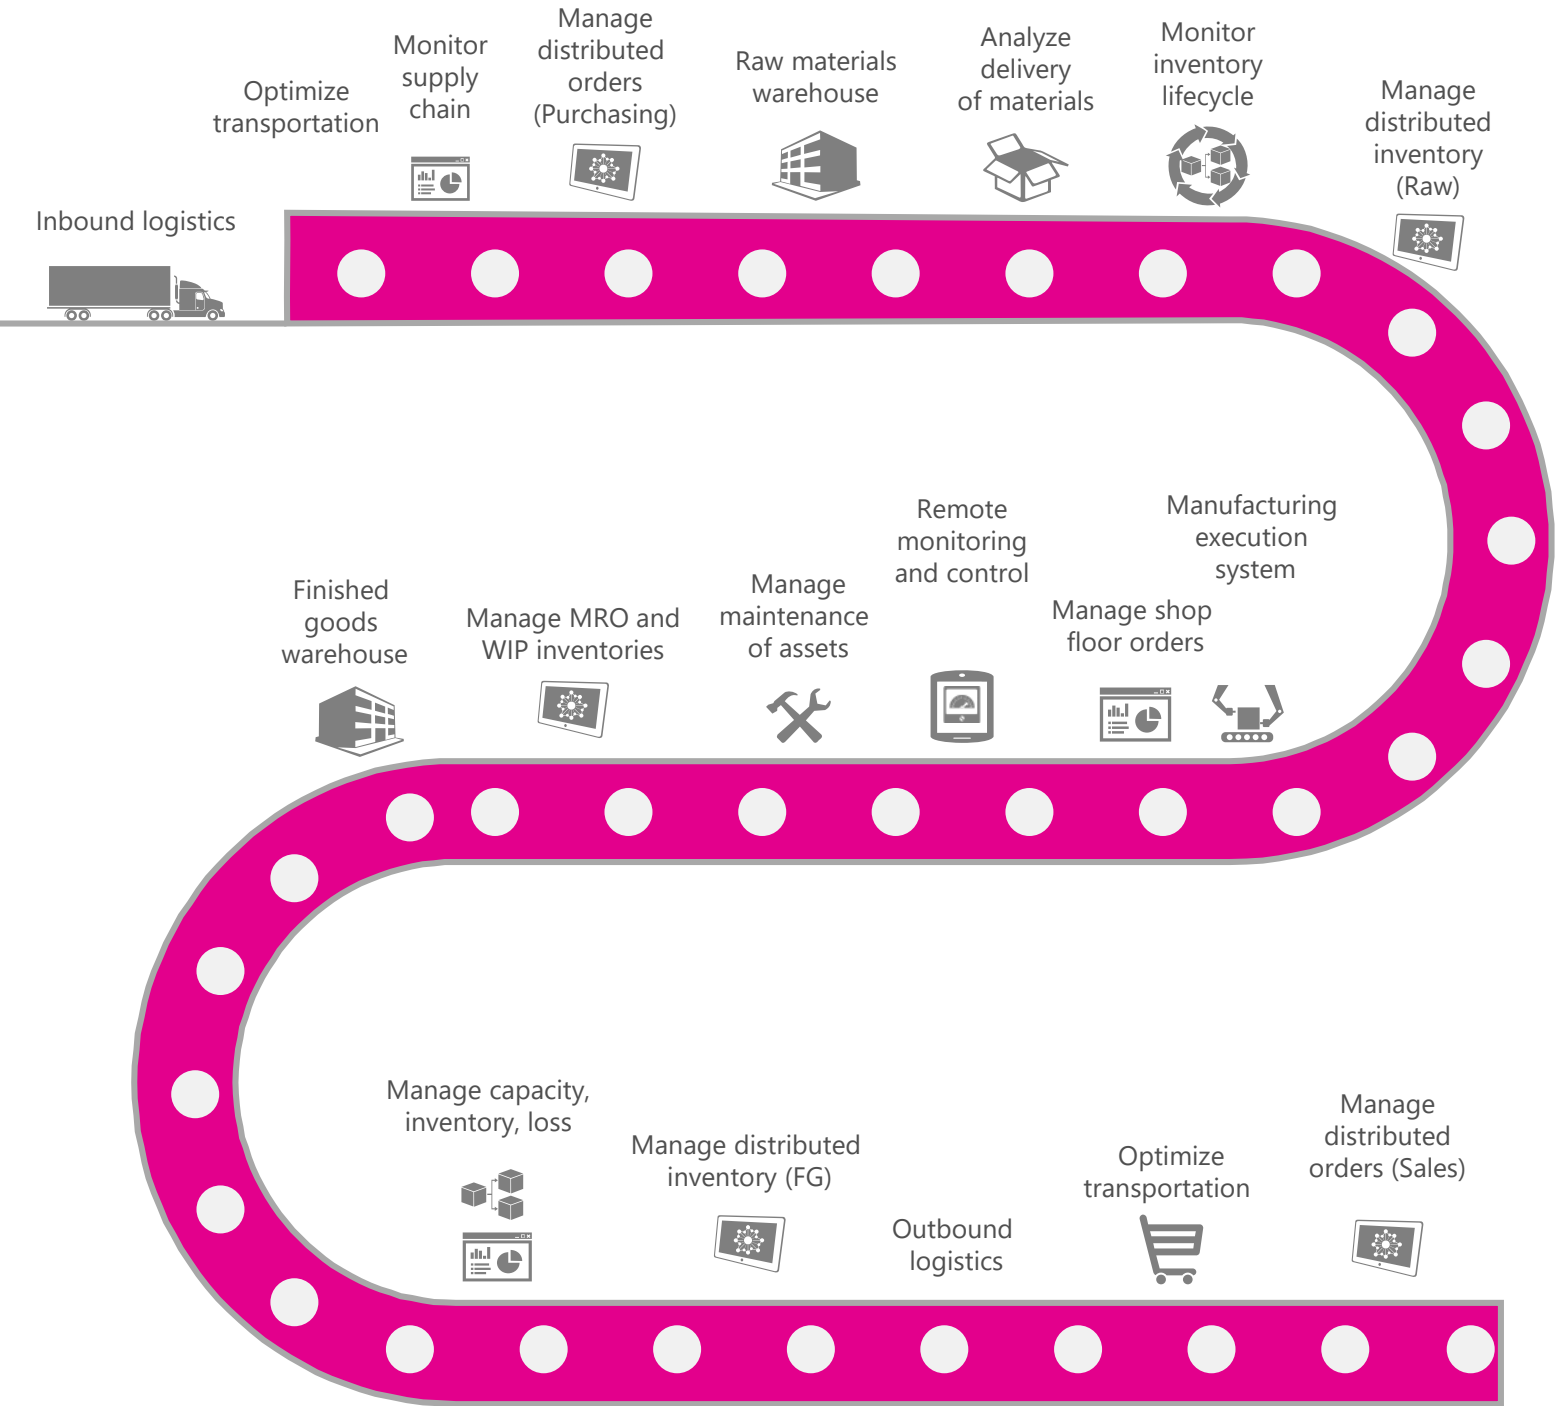 Inbound logistics
Optimize
transportation
Monitor
supply
chain
Manage
distributed
orders
(Purchasing)
Raw materials
warehouse
Analyze
delivery
of materials
Monitor
inventory
lifecycle
Manage
distributed
inventory
(Raw)
Finished
goods
warehouse
Manage MRO and
WIP inventories
Manage
maintenance
of assets
Remote
monitoring
and control
Manage shop
floor orders
Manufacturing
execution
system
Manage capacity,
inventory, loss
Manage distributed
inventory (FG)
Outbound
logistics
Optimize
transportation
Manage
distributed
orders (Sales)